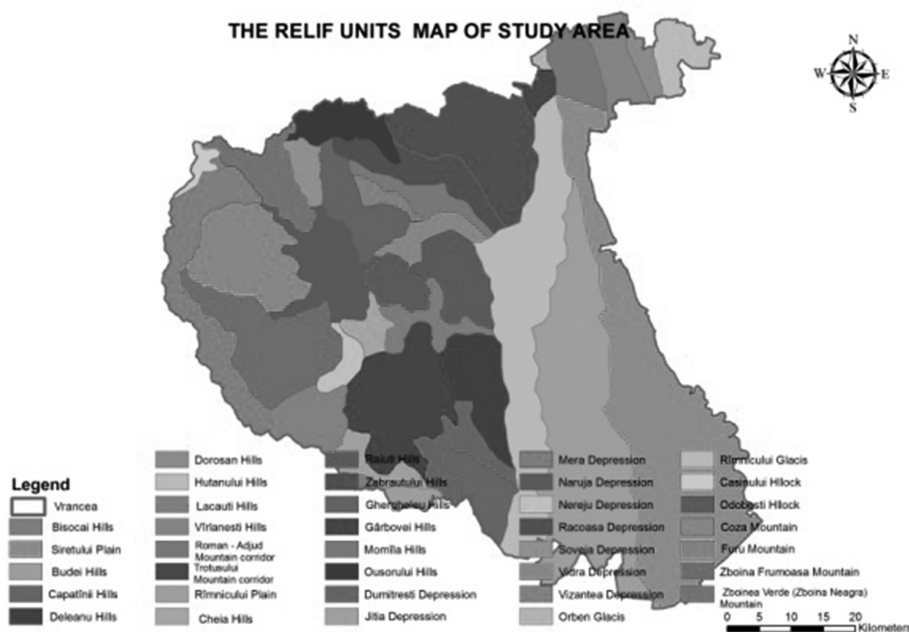 THE RELIF UNITS MAP OF STUDY AREA
N
W E
S
Legend
Vrancea
Bisocai Hills
Siretului Plain
Budei Hills
Capatînii Hills
Deleanu Hills
Dorosan Hills
Hutanului Hills
Lacauti Hills
Vîrlanesti Hills
Roman - Adjud
Mountain corridor
Trotusului
Mountain corridor
Rîmnicului Plain
Cheia Hills
Raiuti Hills
Zabrautului Hills
Gherghelau Hills
Gârbovei Hills
Momîla Hills
Ousorului Hills
Dumitresti Depression
Jitia Depression
Mera Depression
Naruja Depression
Nereju Depression
Racoasa Depression
Soveja Depression
Vidra Depression
Vizantea Depression
Orben Glacis
Rîmnicului Glacis
Casinului Hllock
Odobesti Hllock
Coza Mountain
Furu Mountain
Zboina Frumoasa Mountain
Zboinea Verde (Zboina Neagra)
Mountain
0 5 10 15 20
Kilometers